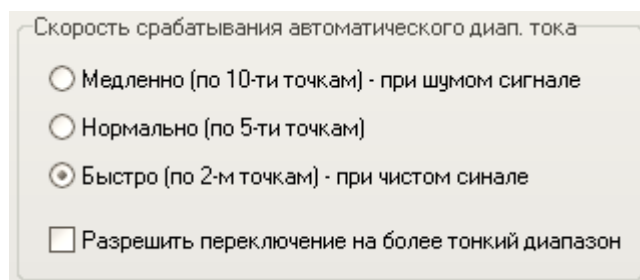 Скорость срабатывания автоматического диап. тока
Медленно (по 10-ти точкам) - при шумом сигнале
Нормально (по 5-ти точкам)
Быстро (по 2-м точкам) - при чистом синале
Разрешить переключение на более тонкий диапазон